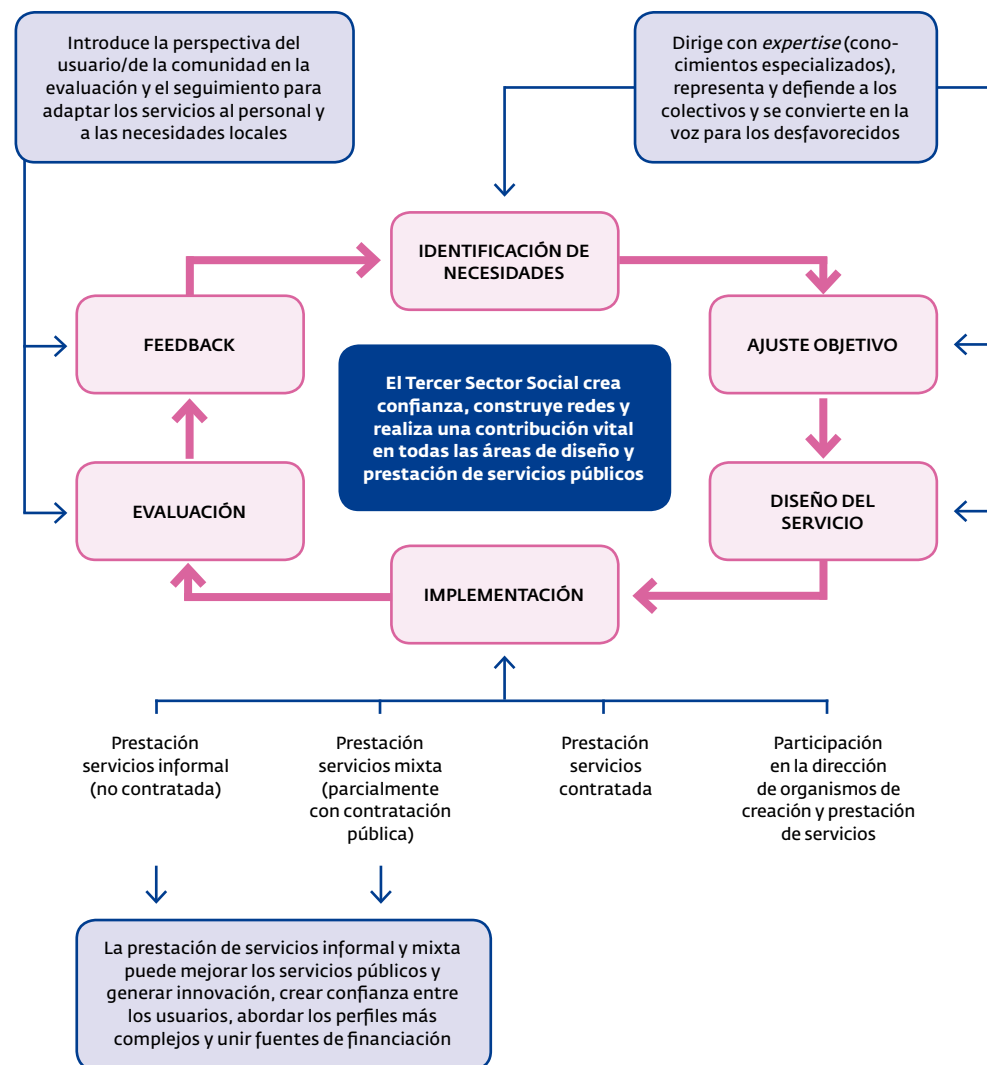 Introduce la perspectiva del
usuario/de la comunidad en la
evaluación y el seguimiento para
adaptar los servicios al personal y
a las necesidades locales
Dirige con expertise (cono-
cimientos especializados),
representa y defiende a los
colectivos y se convierte en la
voz para los desfavorecidos
IDENTIFICACIÓN DE
NECESIDADES
FEEDBACK
AJUSTE OBJETIVO
El Tercer Sector Social crea
confianza, construye redes y
realiza una contribución vital
en todas las áreas de diseño y
prestación de servicios públicos
EVALUACIÓN
DISEÑO DEL
SERVICIO
IMPLEMENTACIÓN
Prestación
servicios informal
(no contratada)
Prestación
servicios mixta
(parcialmente
con contratación
pública)
Prestación
servicios
contratada
Participación
en la dirección
de organismos de
creación y prestación
de servicios
La prestación de servicios informal y mixta
puede mejorar los servicios públicos y
generar innovación, crear confianza entre
los usuarios, abordar los perfiles más
complejos y unir fuentes de financiación